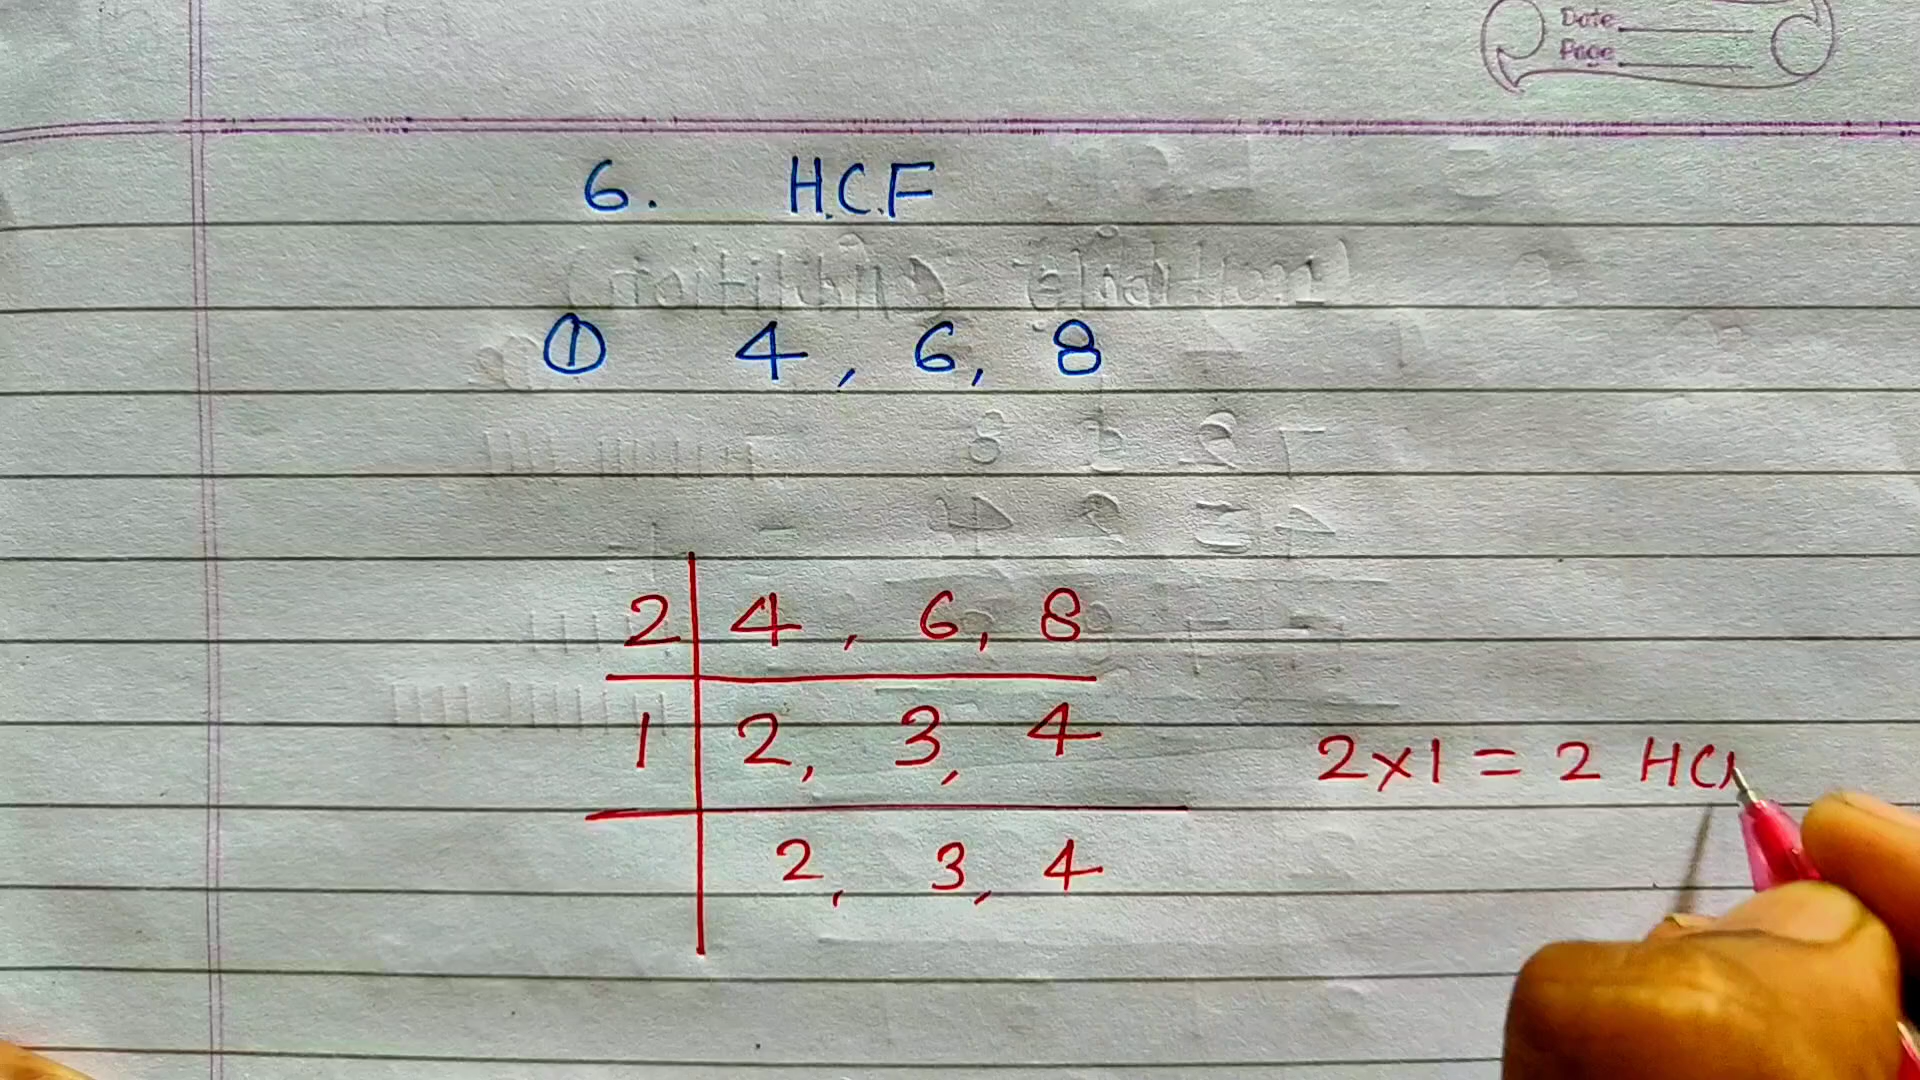 Date
Page
6. H.C.F
① 4, 6, 8
2 | 4, 6, 8
1 | 2, 3, 4
2, 3, 4
2×1 = 2 HC